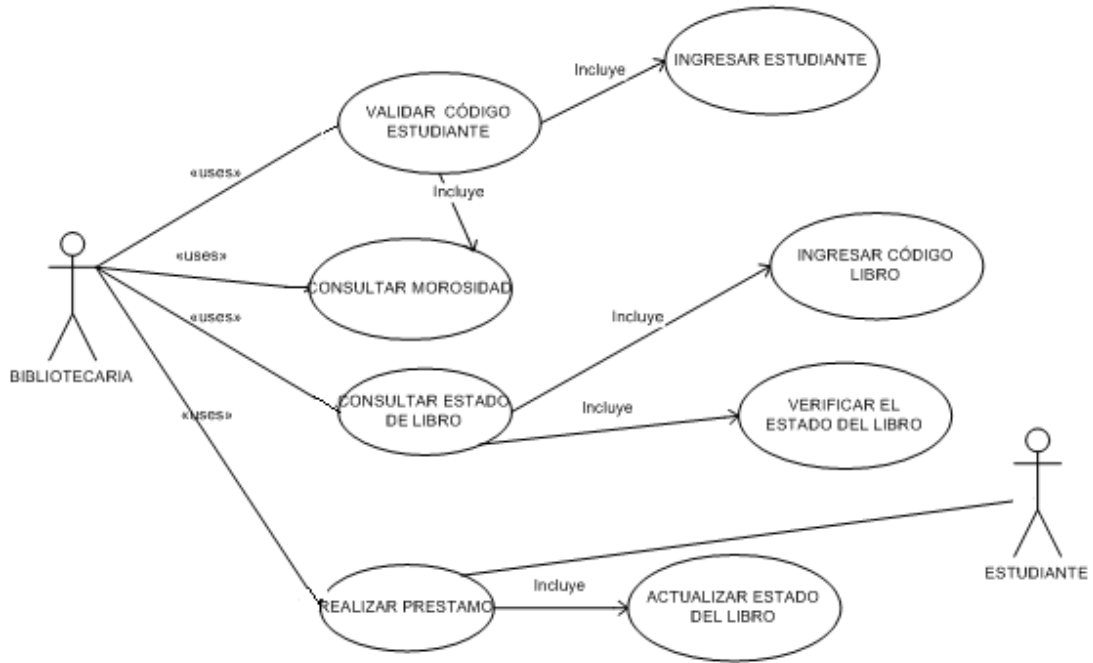 INGRESAR ESTUDIANTE
Incluye
VALIDAR CÓDIGO
ESTUDIANTE
«uses»
Incluye
INGRESAR CÓDIGO
LIBRO
«uses»
CONSULTAR MOROSIDAD
«uses»
Incluye
BIBLIOTECARIA
CONSULTAR ESTADO
DE LIBRO
Incluye
VERIFICAR EL
ESTADO DEL LIBRO
«uses»
ESTUDIANTE
REALIZAR PRESTAMO
Incluye
ACTUALIZAR ESTADO
DEL LIBRO